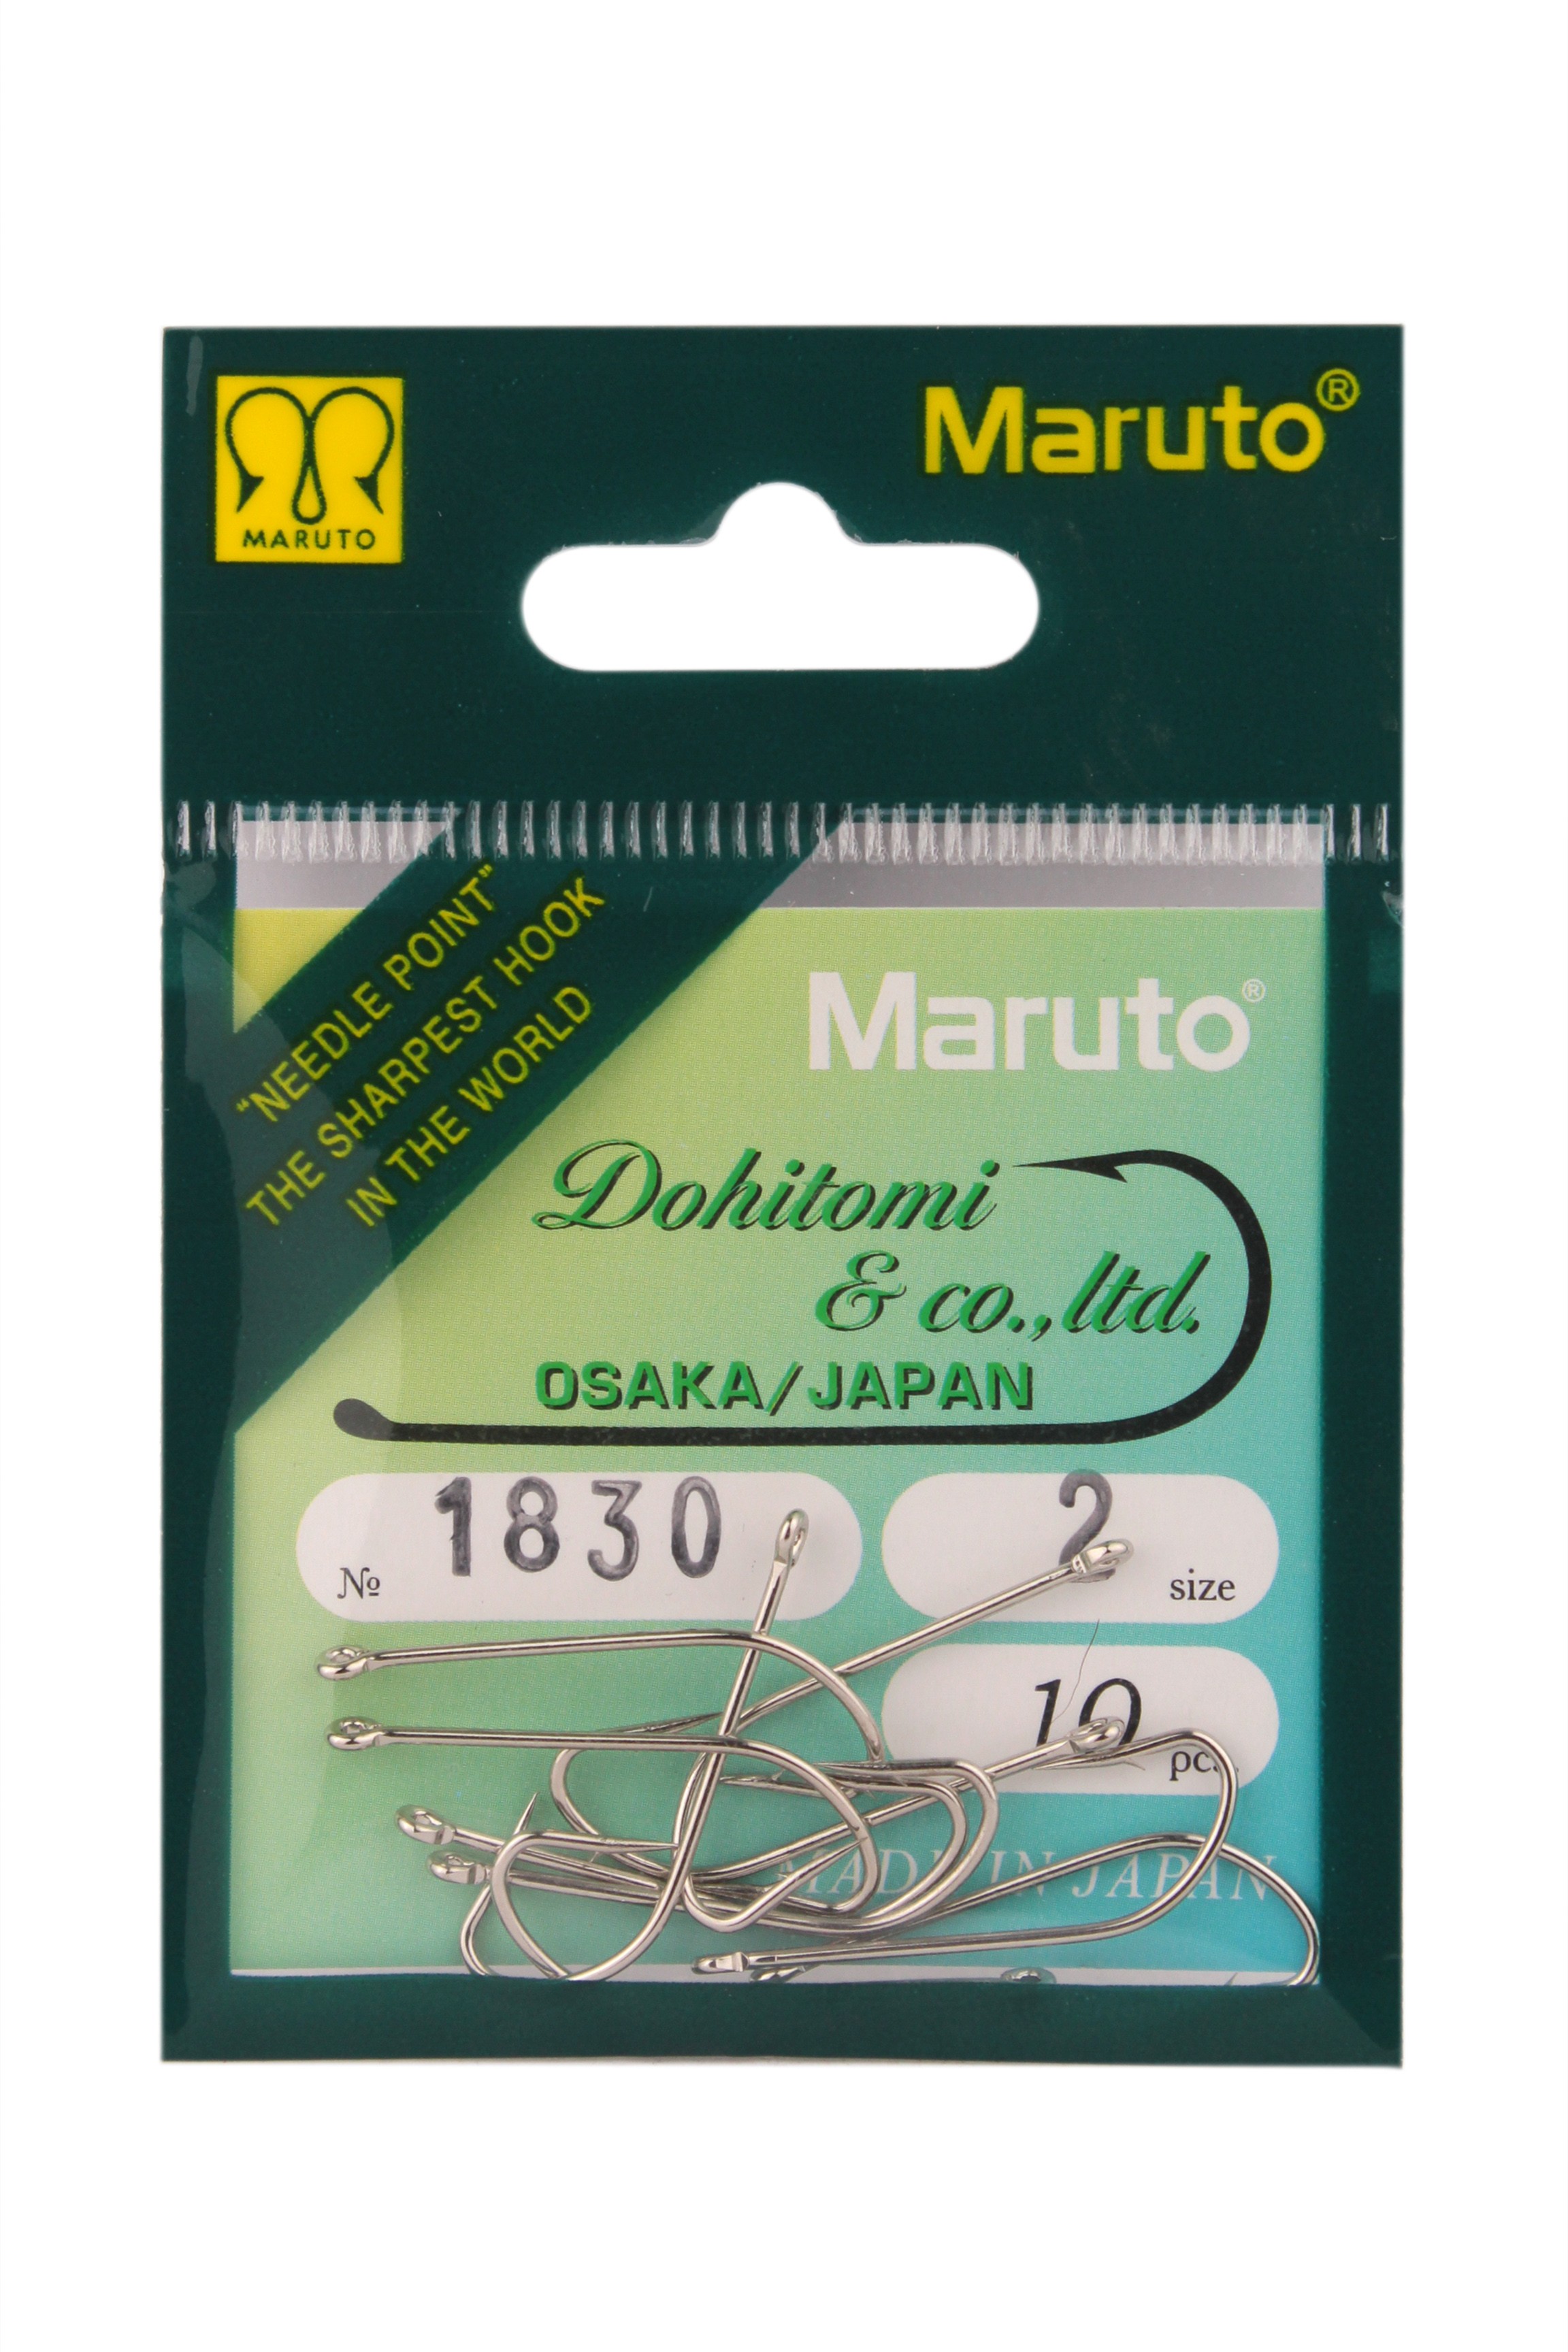 MARUTO
Maruto®
"NEEDLE POINT"
THE SHARPEST HOOK
IN THE WORLD
Maruto®
Dohitomi
& co.,ltd.
OSAKA/JAPAN
№ 1830
2 size
10 pcs.
MADE IN JAPAN